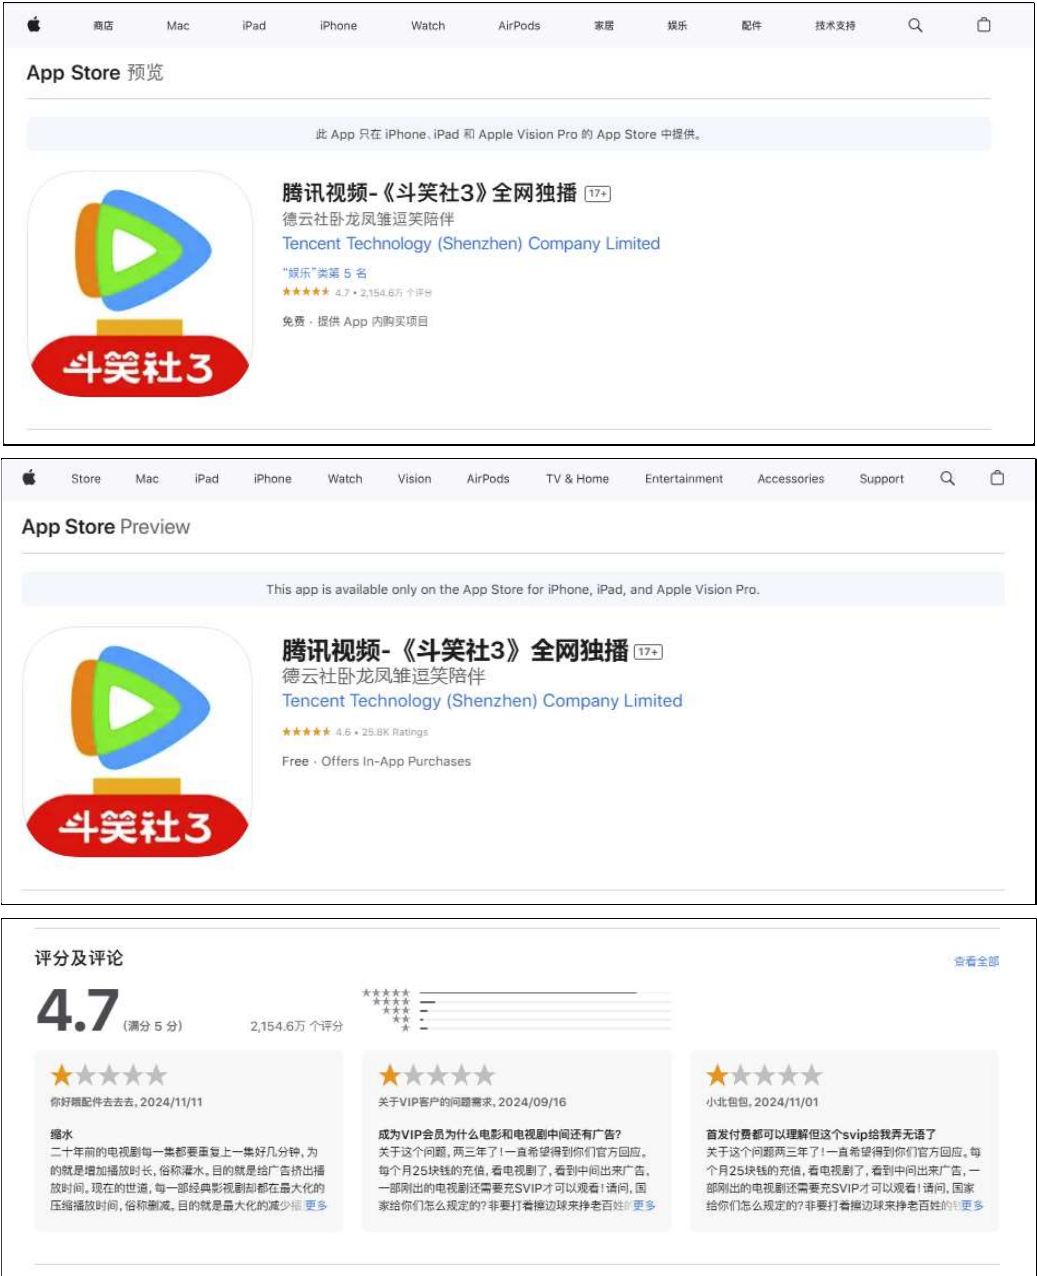 商店 Mac iPad iPhone Watch AirPods 家居 娱乐 配件 技术支持
App Store 预览
此 App 只在 iPhone、iPad 和 Apple Vision Pro 的 App Store 中提供。
腾讯视频-《斗笑社3》全网独播 17+
德云社卧龙凤雏逗笑陪伴
Tencent Technology (Shenzhen) Company Limited
“娱乐”类第 5 名
★★★★★ 4.7 • 2,154.6万 个评分
免费 · 提供 App 内购买项目
斗笑社3
Store Mac iPad iPhone Watch Vision AirPods TV & Home Entertainment Accessories Support
App Store Preview
This app is available only on the App Store for iPhone, iPad, and Apple Vision Pro.
腾讯视频-《斗笑社3》全网独播 17+
德云社卧龙凤雏逗笑陪伴
Tencent Technology (Shenzhen) Company Limited
★★★★★ 4.6 • 25.8K Ratings
Free · Offers In-App Purchases
斗笑社3
评分及评论 查看全部
4.7 (满分 5 分) 2,154.6万 个评分
你好哦配件去去去, 2024/11/11
缩水
二十年前的电视剧每一集都要重复上一集好几分钟，为
的就是增加播放时长，俗称灌水。目的就是给广告挤出播
放时间。现在的世道，每一部经典影视剧却都在最大化的
压缩播放时间，俗称删减。目的就是最大化的减少 更多
关于VIP客户的问题需求, 2024/09/16
成为VIP会员为什么电影和电视剧中间还有广告?
关于这个问题，两三年了！一直希望得到你们官方回应。
每个月25块钱的充值，看电视剧了，看到中间出来广告，
一部刚出的电视剧还需要充SVIP才可以观看！请问，国
家给你们怎么规定的？非要打着擦边球来挣老百姓 更多
小北包包, 2024/11/01
首发付费都可以理解但这个svip给我弄无语了
关于这个问题两三年了！一直希望得到你们官方回应。每
个月25块钱的充值，看电视剧了，看到中间出来广告，一
部刚出的电视剧还需要充SVIP才可以观看！请问，国家
给你们怎么规定的？非要打着擦边球来挣老百姓的 更多